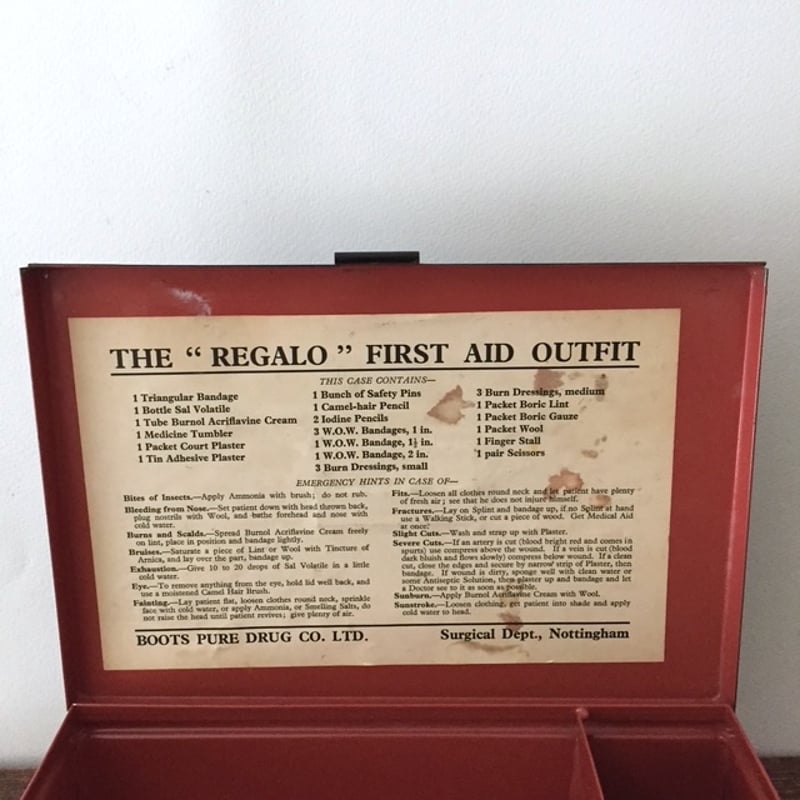 THE “ REGALO ” FIRST AID OUTFIT
THIS CASE CONTAINS—
1 Triangular Bandage
1 Bottle Sal Volatile
1 Tube Burnol Acriflavine Cream
1 Medicine Tumbler
1 Packet Court Plaster
1 Tin Adhesive Plaster
1 Bunch of Safety Pins
1 Camel-hair Pencil
2 Iodine Pencils
3 W.O.W. Bandages, 1 in.
1 W.O.W. Bandage, 1½ in.
1 W.O.W. Bandage, 2 in.
3 Burn Dressings, small
3 Burn Dressings, medium
1 Packet Boric Lint
1 Packet Boric Gauze
1 Packet Wool
1 Finger Stall
1 pair Scissors
EMERGENCY HINTS IN CASE OF—
Bites of Insects.—Apply Ammonia with brush; do not rub.
Bleeding from Nose.—Set patient down with head thrown back,
plug nostrils with Wool, and bathe forehead and nose with
cold water.
Burns and Scalds.—Spread Burnol Acriflavine Cream freely
on lint, place in position and bandage lightly.
Bruises.—Saturate a piece of Lint or Wool with Tincture of
Arnica, and lay over the part, bandage up.
Exhaustion.—Give 10 to 20 drops of Sal Volatile in a little
cold water.
Eye.—To remove anything from the eye, hold lid well back, and
use a moistened Camel Hair Brush.
Fainting.—Lay patient flat, loosen clothes round neck, sprinkle
face with cold water, or apply Ammonia, or Smelling Salts, do
not raise the head until patient revives; give plenty of air.
Fits.—Loosen all clothes round neck and let patient have plenty
of fresh air; see that he does not injure himself.
Fractures.—Lay on Splint and bandage up, if no Splint at hand
use a Walking Stick, or cut a piece of wood. Get Medical Aid
at once.
Slight Cuts.—Wash and strap up with Plaster.
Severe Cuts.—If an artery is cut (blood bright red and comes in
spurts) use compress above the wound. If a vein is cut (blood
dark bluish and flows slowly) compress below wound. If a clean
cut, close the edges and secure by narrow strip of Plaster, then
bandage. If wound is dirty, sponge well with clean water or
some Antiseptic Solution, then plaster up and bandage and let
a Doctor see to it as soon as possible.
Sunburn.—Apply Burnol Acriflavine Cream with Wool.
Sunstroke.—Loosen clothing, get patient into shade and apply
cold water to head.
BOOTS PURE DRUG CO. LTD.
Surgical Dept., Nottingham